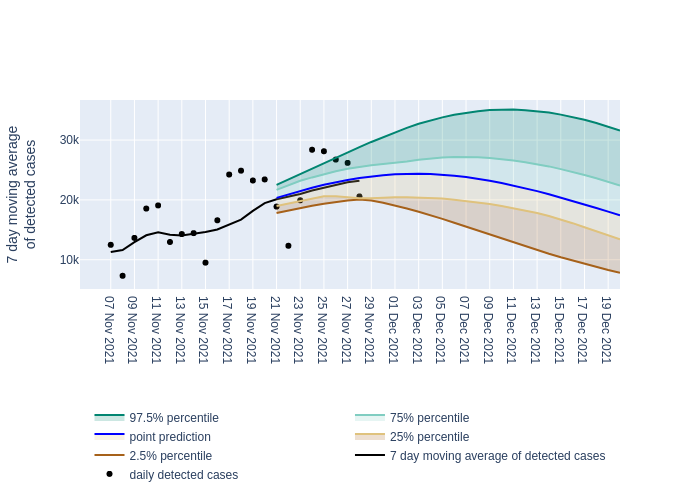 7 day moving average
of detected cases
30k
20k
10k
07 Nov 2021
09 Nov 2021
11 Nov 2021
13 Nov 2021
15 Nov 2021
17 Nov 2021
19 Nov 2021
21 Nov 2021
23 Nov 2021
25 Nov 2021
27 Nov 2021
29 Nov 2021
01 Dec 2021
03 Dec 2021
05 Dec 2021
07 Dec 2021
09 Dec 2021
11 Dec 2021
13 Dec 2021
15 Dec 2021
17 Dec 2021
19 Dec 2021
97.5% percentile
75% percentile
point prediction
25% percentile
2.5% percentile
7 day moving average of detected cases
daily detected cases